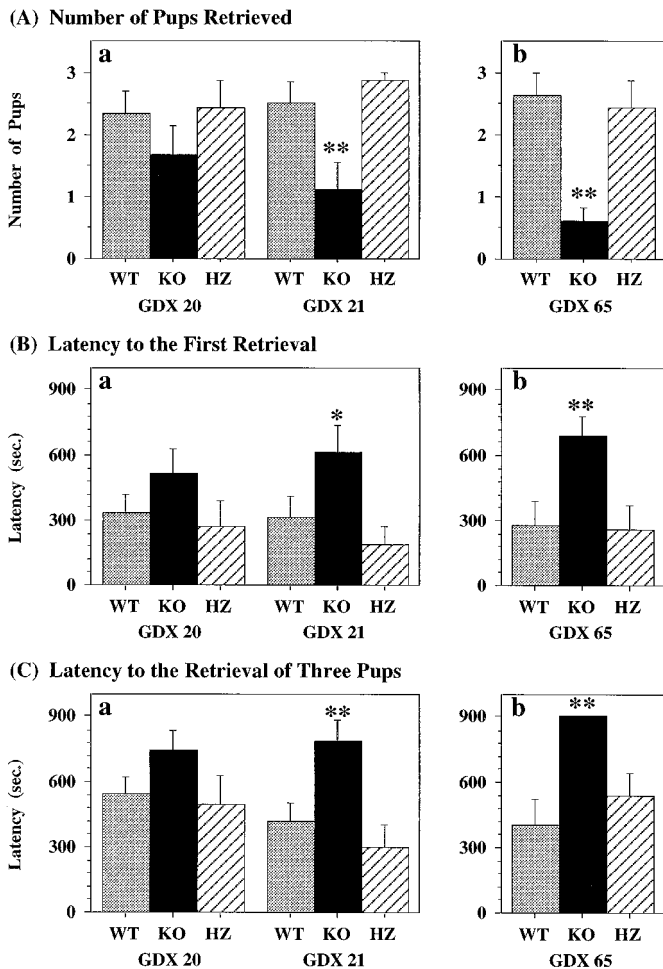 (A) Number of Pups Retrieved
a
b
Number of Pups
3
2
1
0
3
2
1
0
**
**
WT KO HZ WT KO HZ
WT KO HZ
GDX 20 GDX 21
GDX 65
(B) Latency to the First Retrieval
a
b
Latency (sec.)
900
600
300
0
900
600
300
0
*
**
WT KO HZ WT KO HZ
WT KO HZ
GDX 20 GDX 21
GDX 65
(C) Latency to the Retrieval of Three Pups
a
b
Latency (sec.)
900
600
300
0
900
600
300
0
**
**
WT KO HZ WT KO HZ
WT KO HZ
GDX 20 GDX 21
GDX 65